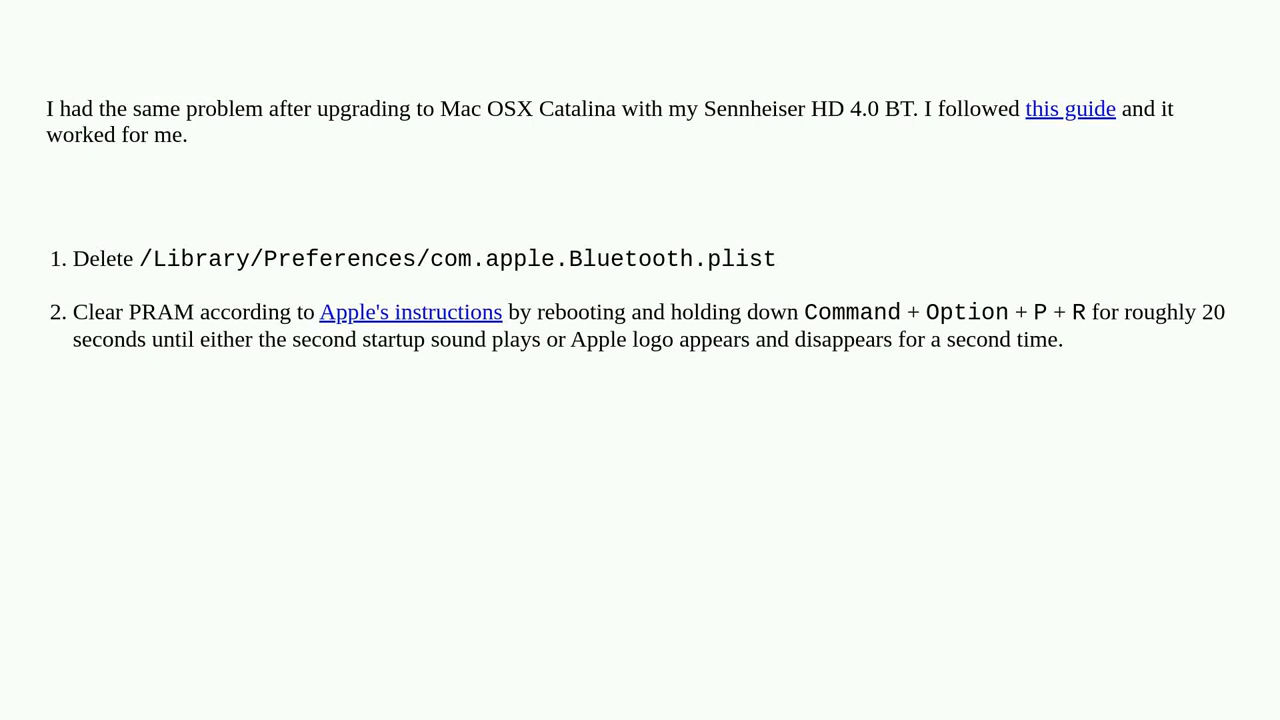 I had the same problem after upgrading to Mac OSX Catalina with my Sennheiser HD 4.0 BT. I followed this guide and it
worked for me.
1. Delete /Library/Preferences/com.apple.Bluetooth.plist
2. Clear PRAM according to Apple's instructions by rebooting and holding down Command + Option + P + R for roughly 20
seconds until either the second startup sound plays or Apple logo appears and disappears for a second time.